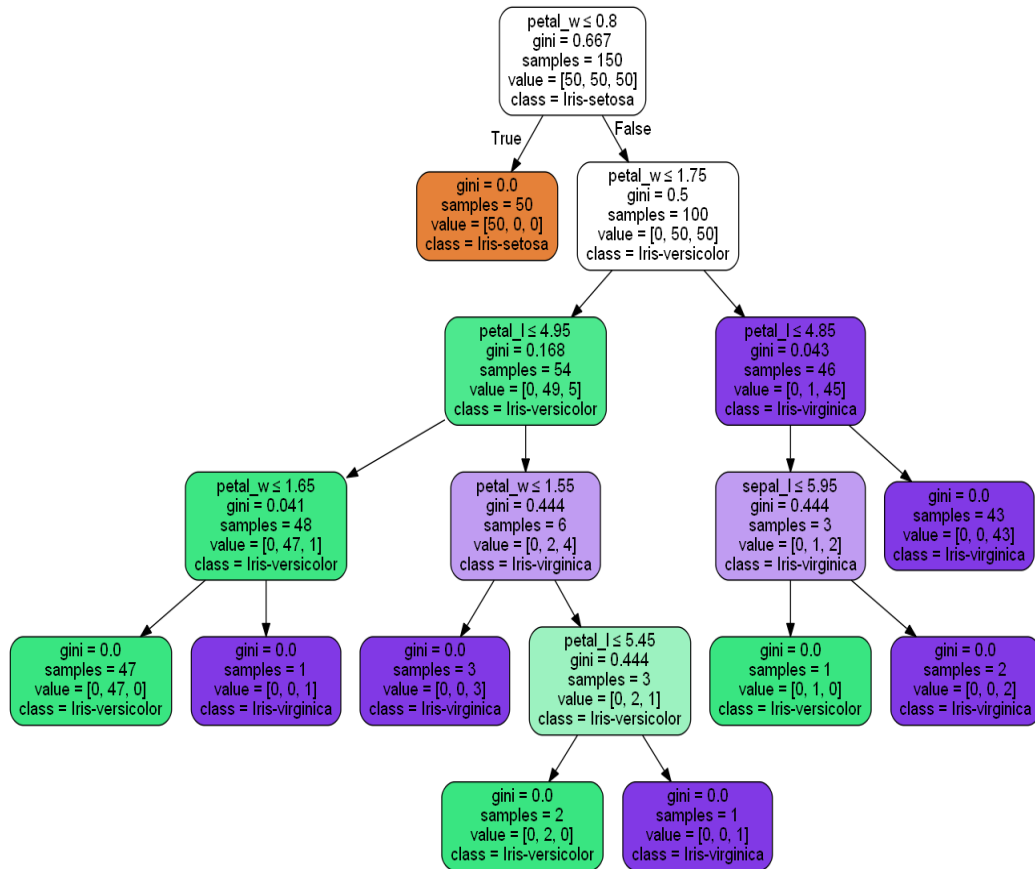 petal_w ≤ 0.8
gini = 0.667
samples = 150
value = [50, 50, 50]
class = Iris-setosa
True
False
gini = 0.0
samples = 50
value = [50, 0, 0]
class = Iris-setosa
petal_w ≤ 1.75
gini = 0.5
samples = 100
value = [0, 50, 50]
class = Iris-versicolor
petal_l ≤ 4.95
gini = 0.168
samples = 54
value = [0, 49, 5]
class = Iris-versicolor
petal_l ≤ 4.85
gini = 0.043
samples = 46
value = [0, 1, 45]
class = Iris-virginica
petal_w ≤ 1.65
gini = 0.041
samples = 48
value = [0, 47, 1]
class = Iris-versicolor
petal_w ≤ 1.55
gini = 0.444
samples = 6
value = [0, 2, 4]
class = Iris-virginica
sepal_l ≤ 5.95
gini = 0.444
samples = 3
value = [0, 1, 2]
class = Iris-virginica
gini = 0.0
samples = 43
value = [0, 0, 43]
class = Iris-virginica
gini = 0.0
samples = 47
value = [0, 47, 0]
class = Iris-versicolor
gini = 0.0
samples = 1
value = [0, 0, 1]
class = Iris-virginica
gini = 0.0
samples = 3
value = [0, 0, 3]
class = Iris-virginica
petal_l ≤ 5.45
gini = 0.444
samples = 3
value = [0, 2, 1]
class = Iris-versicolor
gini = 0.0
samples = 1
value = [0, 1, 0]
class = Iris-versicolor
gini = 0.0
samples = 2
value = [0, 0, 2]
class = Iris-virginica
gini = 0.0
samples = 2
value = [0, 2, 0]
class = Iris-versicolor
gini = 0.0
samples = 1
value = [0, 0, 1]
class = Iris-virginica